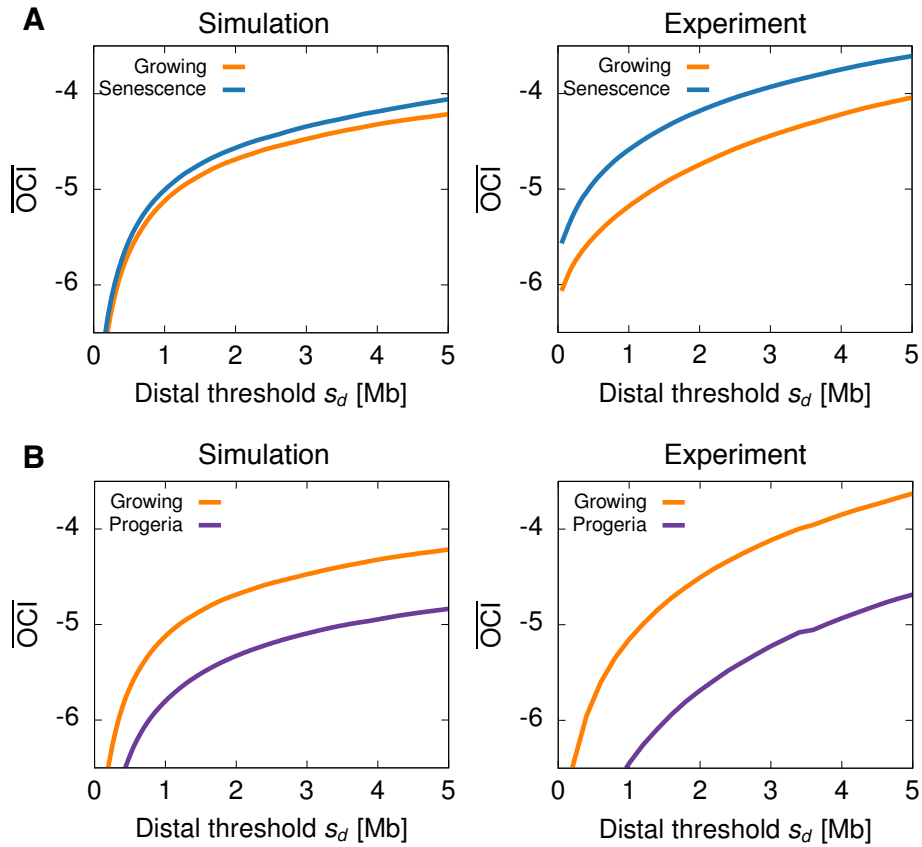 A
Simulation
Experiment
Growing
Senescence
-4
-5
-6
OCI
0 1 2 3 4 5
Distal threshold s_d [Mb]
Growing
Senescence
-4
-5
-6
OCI
0 1 2 3 4 5
Distal threshold s_d [Mb]
B
Simulation
Experiment
Growing
Progeria
-4
-5
-6
OCI
0 1 2 3 4 5
Distal threshold s_d [Mb]
Growing
Progeria
-4
-5
-6
OCI
0 1 2 3 4 5
Distal threshold s_d [Mb]